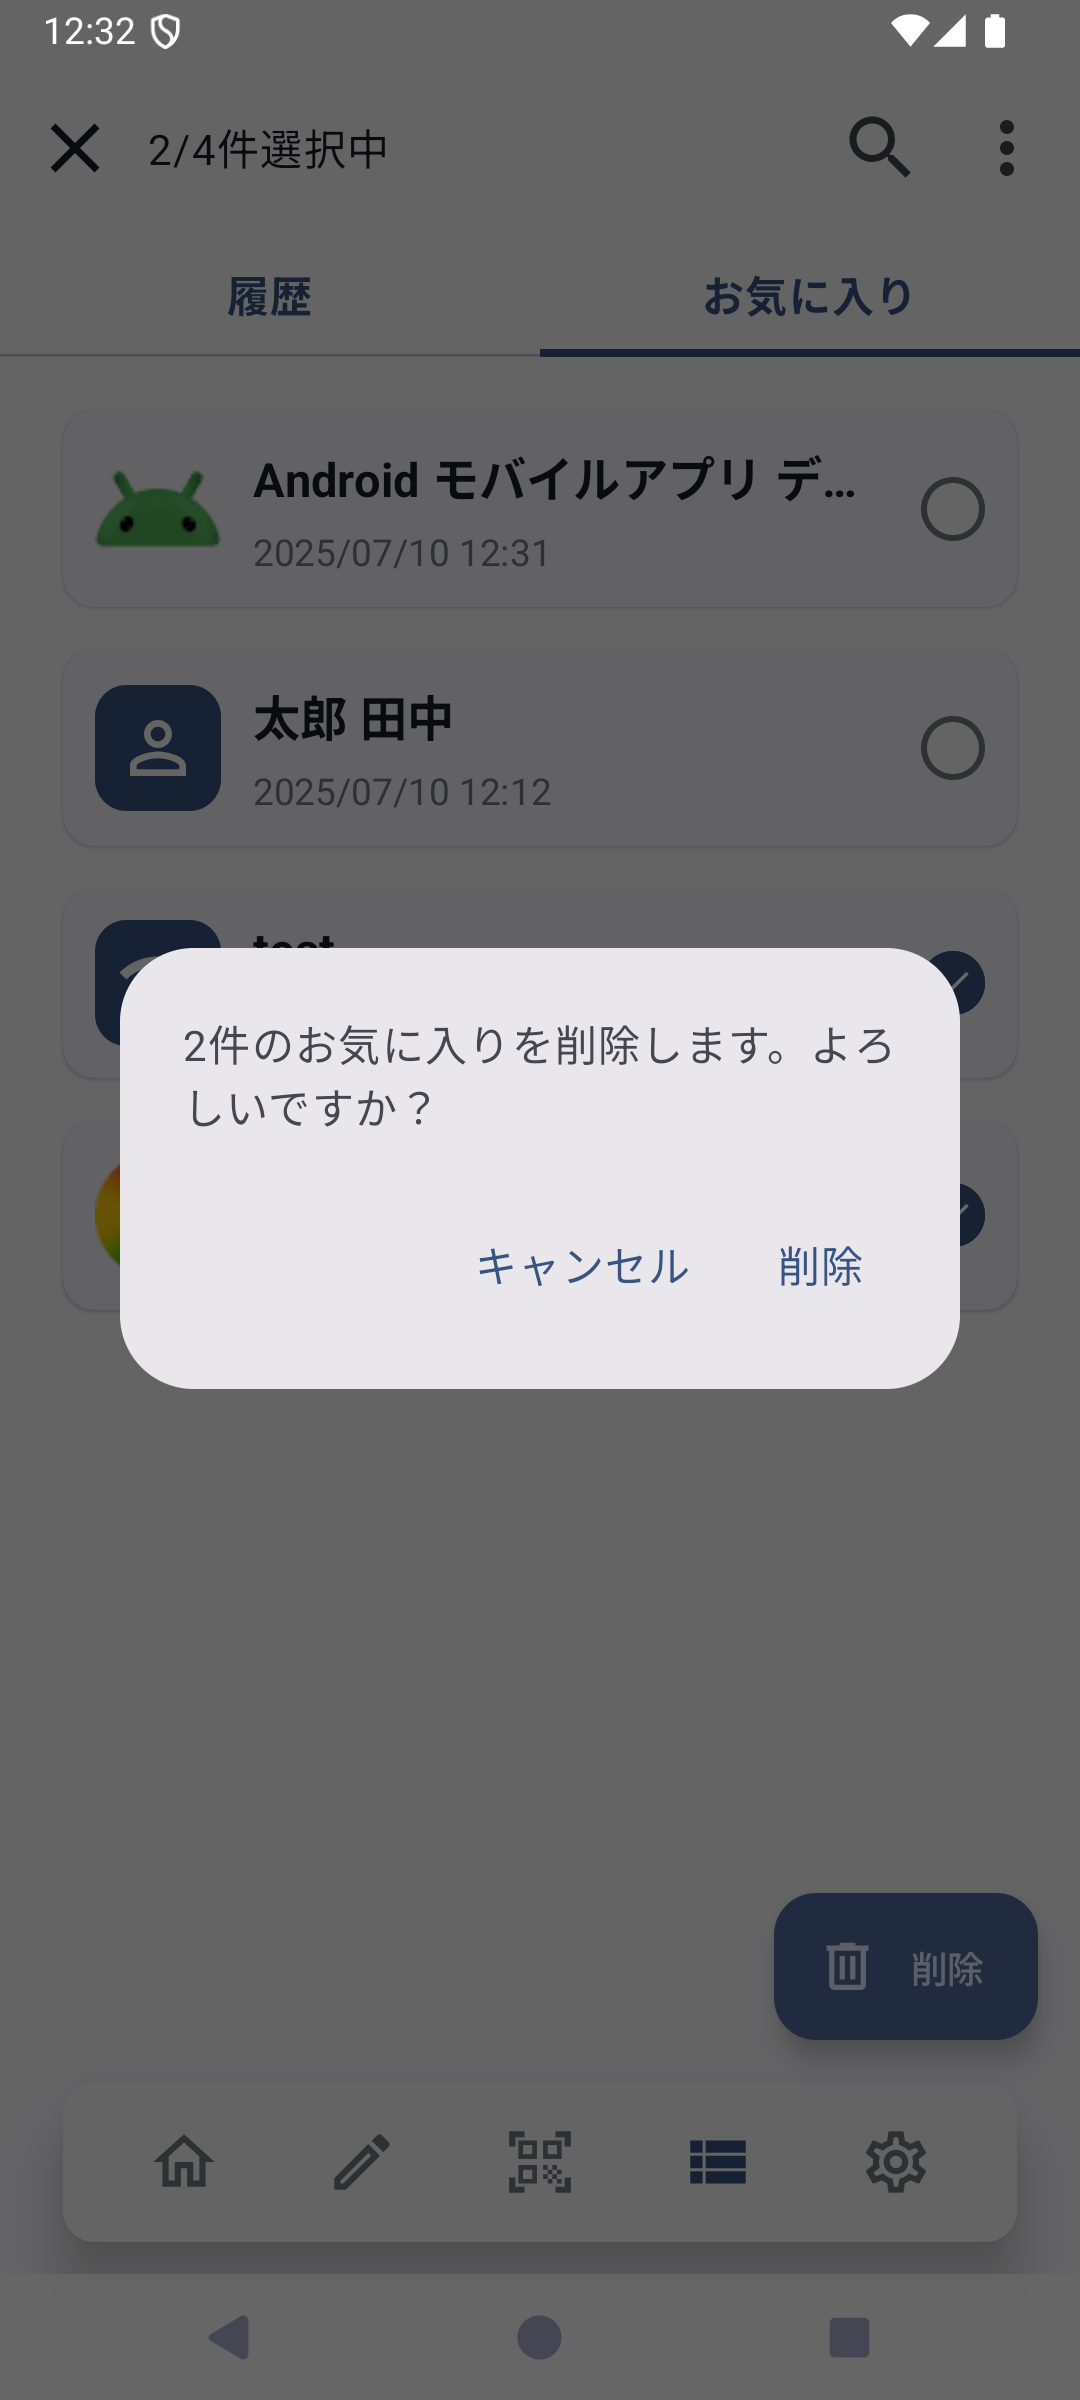 12:32
2/4件選択中
履歴
お気に入り
Android モバイルアプリ デ…
2025/07/10 12:31
太郎 田中
2025/07/10 12:12
test
2件のお気に入りを削除します。よろ
しいですか？
キャンセル
削除
削除